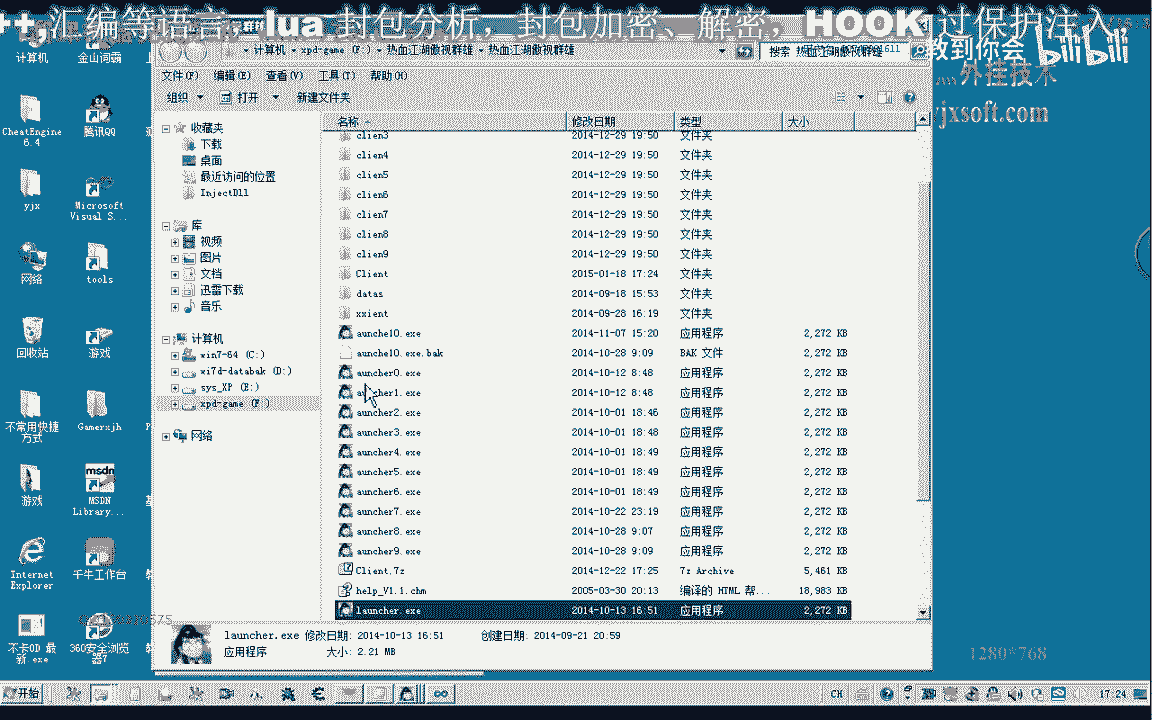 ++,汇编等语言，lua 封包分析，封包加密、解密，HOOK 过保护注入
教到你会 bilibili
外挂技术
yjxsoft.com
计算机
金山词霸
CheatEngine 6.4
腾讯QQ
yjx
Microsoft Visual S...
网络
tools
回收站
游戏
不常用快捷方式
Gamerxjh
游戏
MSDN Library...
Internet Explorer
千牛工作台
不卡OD 最新.exe
360安全浏览器7
计算机 xpd-game (F:) 热血江湖傲视群雄 热血江湖傲视群雄
搜索 热血江湖傲视群雄
文件(F) 编辑(E) 查看(V) 工具(T) 帮助(H)
组织 打开 新建文件夹
收藏夹
下载
桌面
最近访问的位置
InjectDll
库
视频
图片
文档
迅雷下载
音乐
计算机
win7-64 (C:)
wi7d-databak (D:)
sys_XP (E:)
xpd-game (F:)
网络
名称 修改日期 类型 大小
clien3 2014-12-29 19:50 文件夹
clien4 2014-12-29 19:50 文件夹
clien5 2014-12-29 19:50 文件夹
clien6 2014-12-29 19:50 文件夹
clien7 2014-12-29 19:50 文件夹
clien8 2014-12-29 19:50 文件夹
clien9 2014-12-29 19:50 文件夹
Client 2015-01-18 17:24 文件夹
datas 2014-09-18 15:53 文件夹
xxient 2014-09-28 16:19 文件夹
aunchel0.exe 2014-11-07 15:20 应用程序 2,272 KB
aunchel0.exe.bak 2014-10-28 9:09 BAK 文件 2,272 KB
auncher0.exe 2014-10-12 8:48 应用程序 2,272 KB
auncher1.exe 2014-10-12 8:48 应用程序 2,272 KB
auncher2.exe 2014-10-01 18:46 应用程序 2,272 KB
auncher3.exe 2014-10-01 18:48 应用程序 2,272 KB
auncher4.exe 2014-10-01 18:49 应用程序 2,272 KB
auncher5.exe 2014-10-01 18:49 应用程序 2,272 KB
auncher6.exe 2014-10-01 18:49 应用程序 2,272 KB
auncher7.exe 2014-10-22 23:19 应用程序 2,272 KB
auncher8.exe 2014-10-28 9:07 应用程序 2,272 KB
auncher9.exe 2014-10-28 9:09 应用程序 2,272 KB
Client.7z 2014-12-22 17:25 7z Archive 5,461 KB
help_V1.1.chm 2005-03-30 20:13 编译的 HTML 帮... 18,983 KB
launcher.exe 2014-10-13 16:51 应用程序 2,272 KB
launcher.exe 修改日期: 2014-10-13 16:51 创建日期: 2014-09-21 20:59
应用程序 大小: 2.21 MB
1280*768
开始 CH 17:24